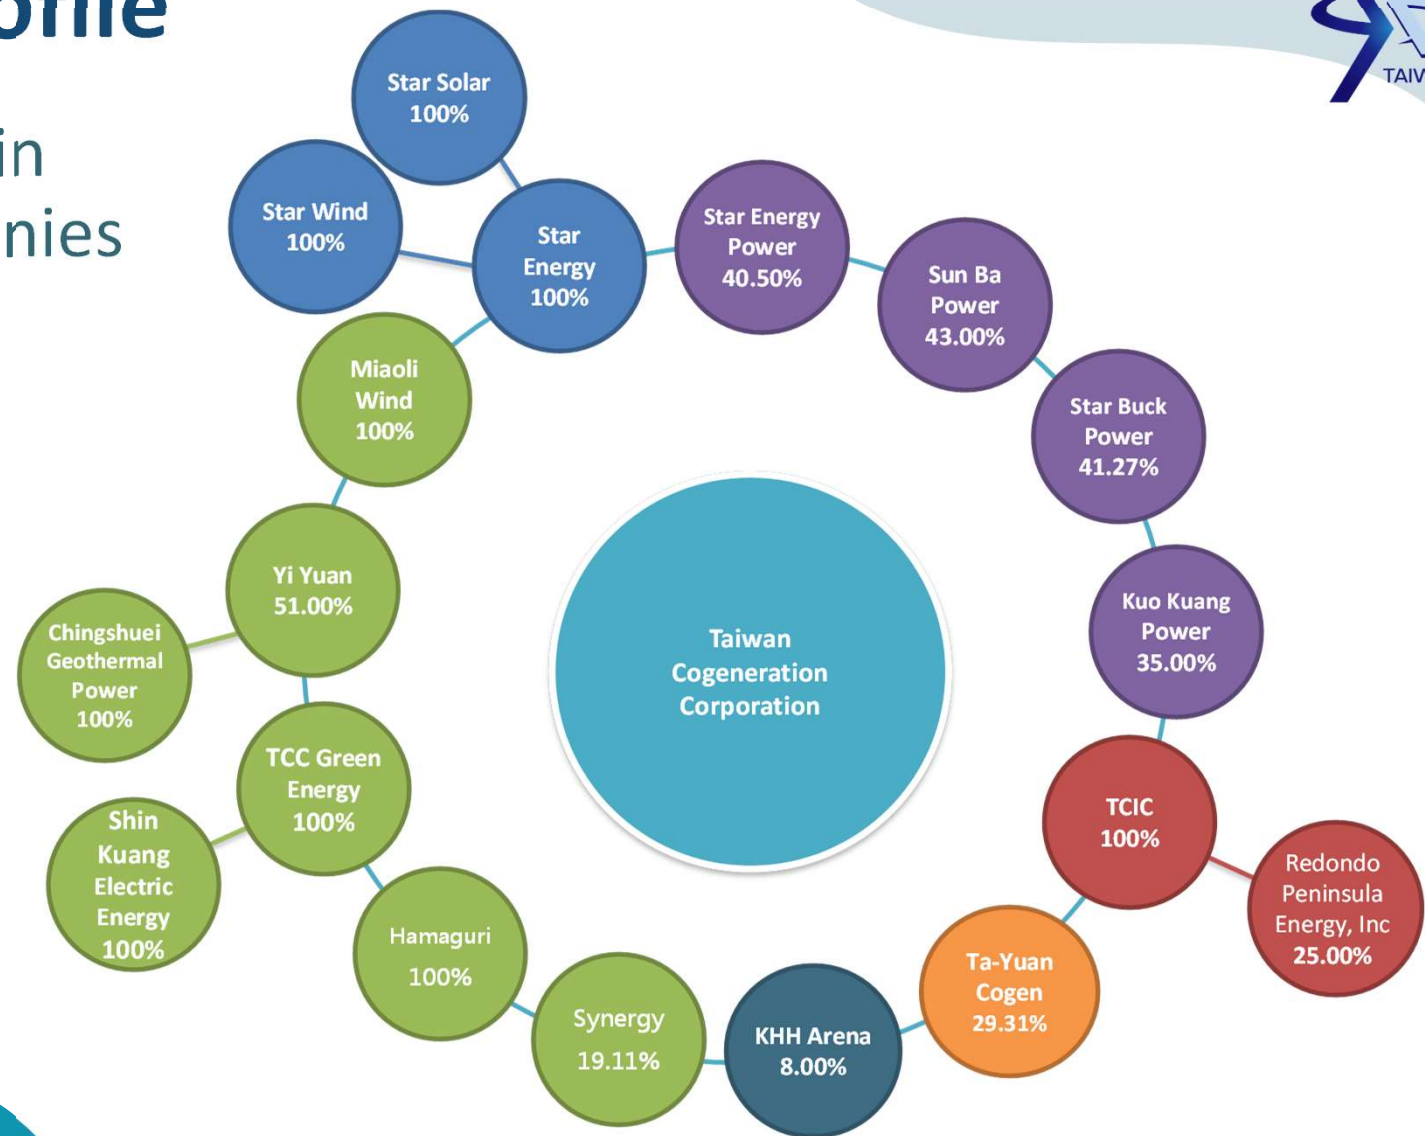 Star Solar
100%
in
Star Wind
100%
nies
Star
Energy
100%
Star Energy
Power
40.50%
Sun Ba
Power
43.00%
Miaoli
Wind
100%
Star Buck
Power
41.27%
Yi Yuan
51.00%
Kuo Kuang
Power
35.00%
Chingshuei
Geothermal
Power
100%
Taiwan
Cogeneration
Corporation
TCC Green
Energy
100%
TCIC
100%
Shin
Kuang
Electric
Energy
100%
Redondo
Peninsula
Energy, Inc
25.00%
Hamaguri
100%
Ta-Yuan
Cogen
29.31%
Synergy
19.11%
KHH Arena
8.00%